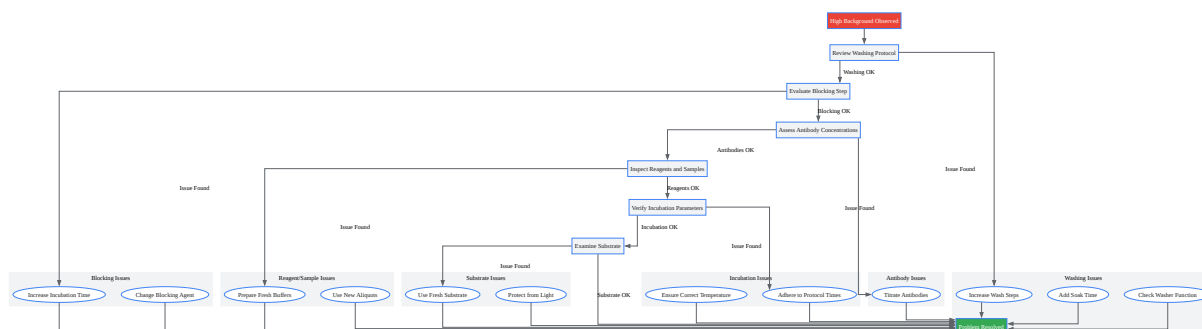 High Background Observed
Review Washing Protocol
Washing OK
Evaluate Blocking Step
Blocking OK
Assess Antibody Concentrations
Antibodies OK
Issue Found
Inspect Reagents and Samples
Issue Found
Reagents OK
Verify Incubation Parameters
Issue Found
Issue Found
Incubation OK
Examine Substrate
Issue Found
Issue Found
Substrate OK
Blocking Issues
Reagent/Sample Issues
Substrate Issues
Incubation Issues
Antibody Issues
Washing Issues
Increase Incubation Time
Change Blocking Agent
Prepare Fresh Buffers
Use New Aliquots
Use Fresh Substrate
Protect from Light
Ensure Correct Temperature
Adhere to Protocol Times
Titrate Antibodies
Increase Wash Steps
Add Soak Time
Check Washer Function
Problem Resolved